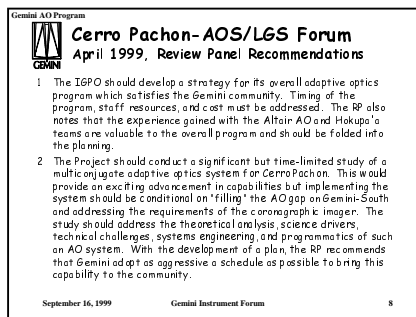 Gemini AO Program
Cerro Pachon-AOS/LGS Forum
April 1999, Review Panel Recommendations
GEMINI
1 The IGPO should develop a strategy for its overall adaptive optics
program which satisfies the Gemini community. Timing of the
program, staff resources, and cost must be addressed. The RP also
notes that the experience gained with the Altair AO and Hokupa'a
teams are valuable to the overall program and should be folded into
the planning.
2 The Project should conduct a significant but time-limited study of a
multiconjugate adaptive optics system for Cerro Pachon. This would
provide an exciting advancement in capabilities but implementing the
system should be conditional on "filling" the AO gap on Gemini-South
and addressing the requirements of the coronagraphic imager. The
study should address the theoretical analysis, science drivers,
technical challenges, systems engineering, and programmatics of such
an AO system. With the development of a plan, the RP recommends
that Gemini adopt as aggressive a schedule as possible to bring this
capability to the community.
September 16, 1999 Gemini Instrument Forum 8